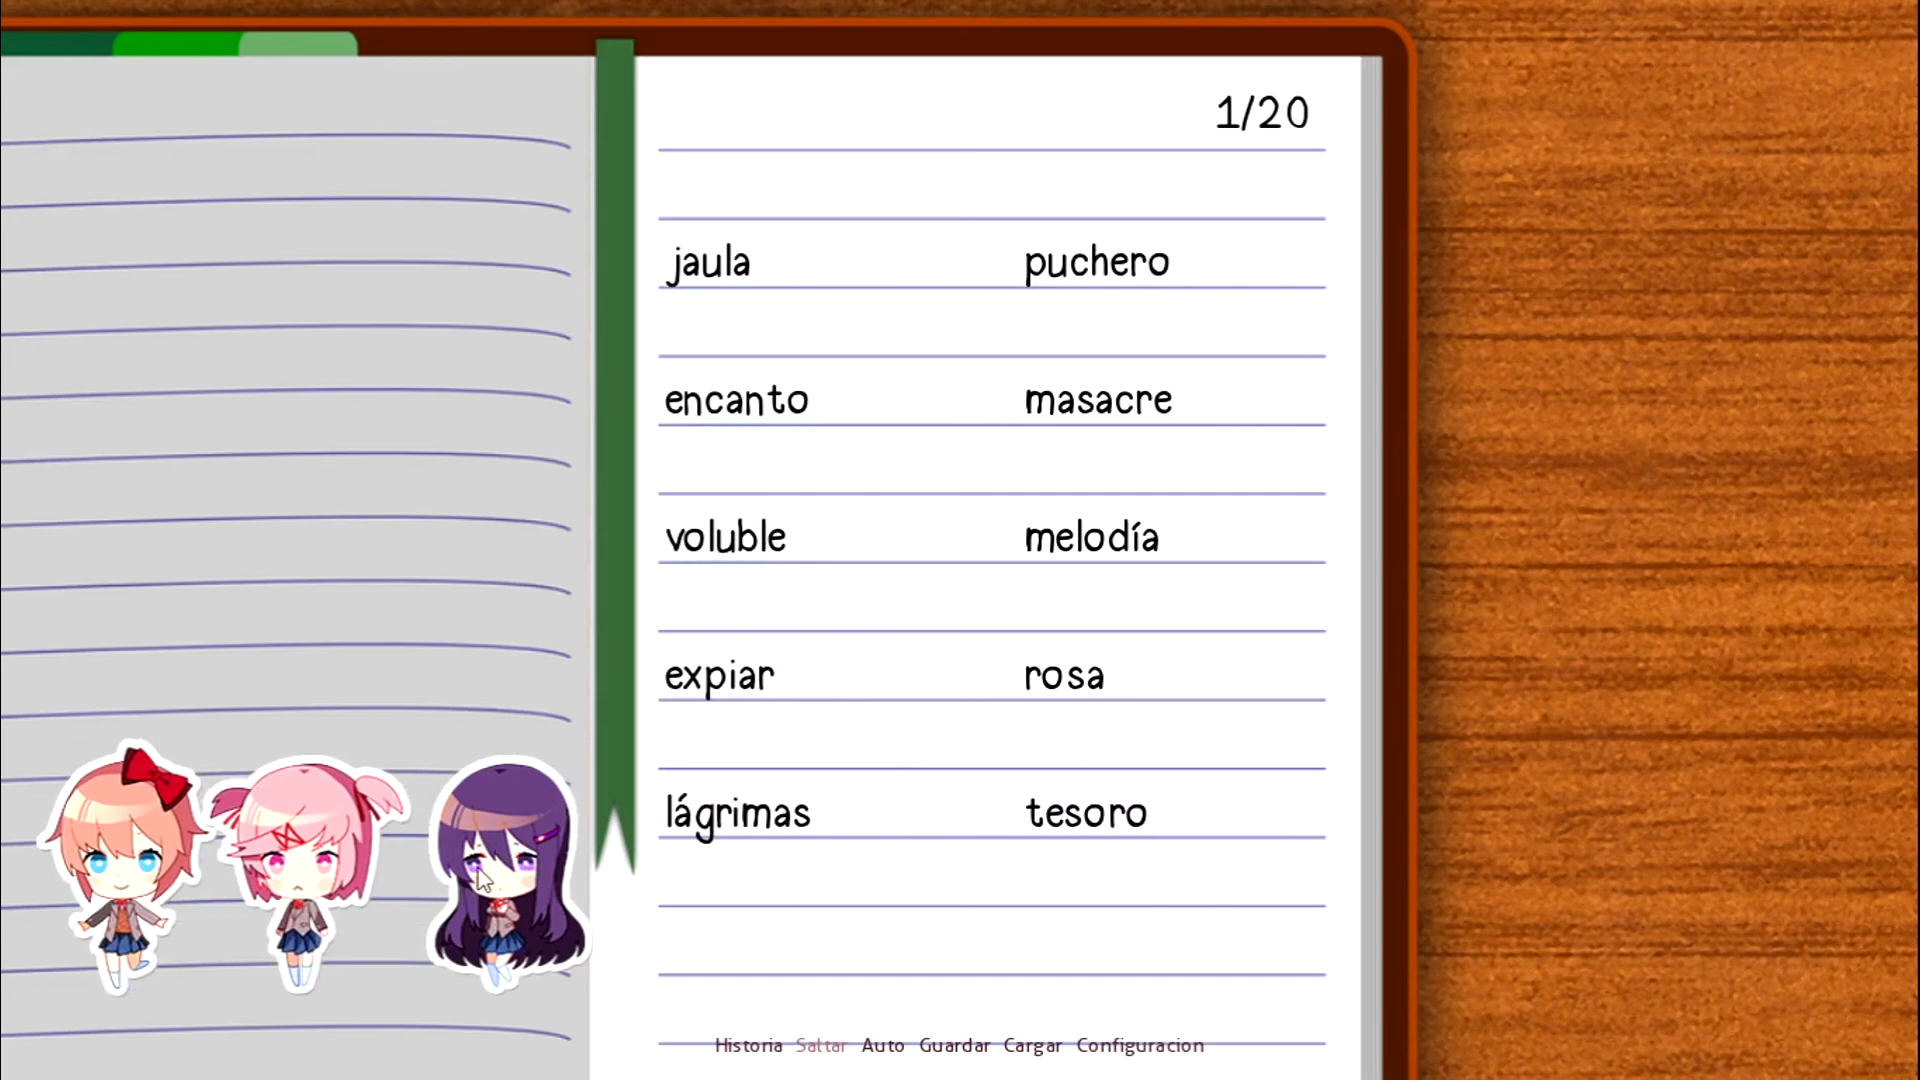 1/20
jaula puchero
encanto masacre
voluble melodía
expiar rosa
lágrimas tesoro
Historia Saltar Auto Guardar Cargar Configuracion